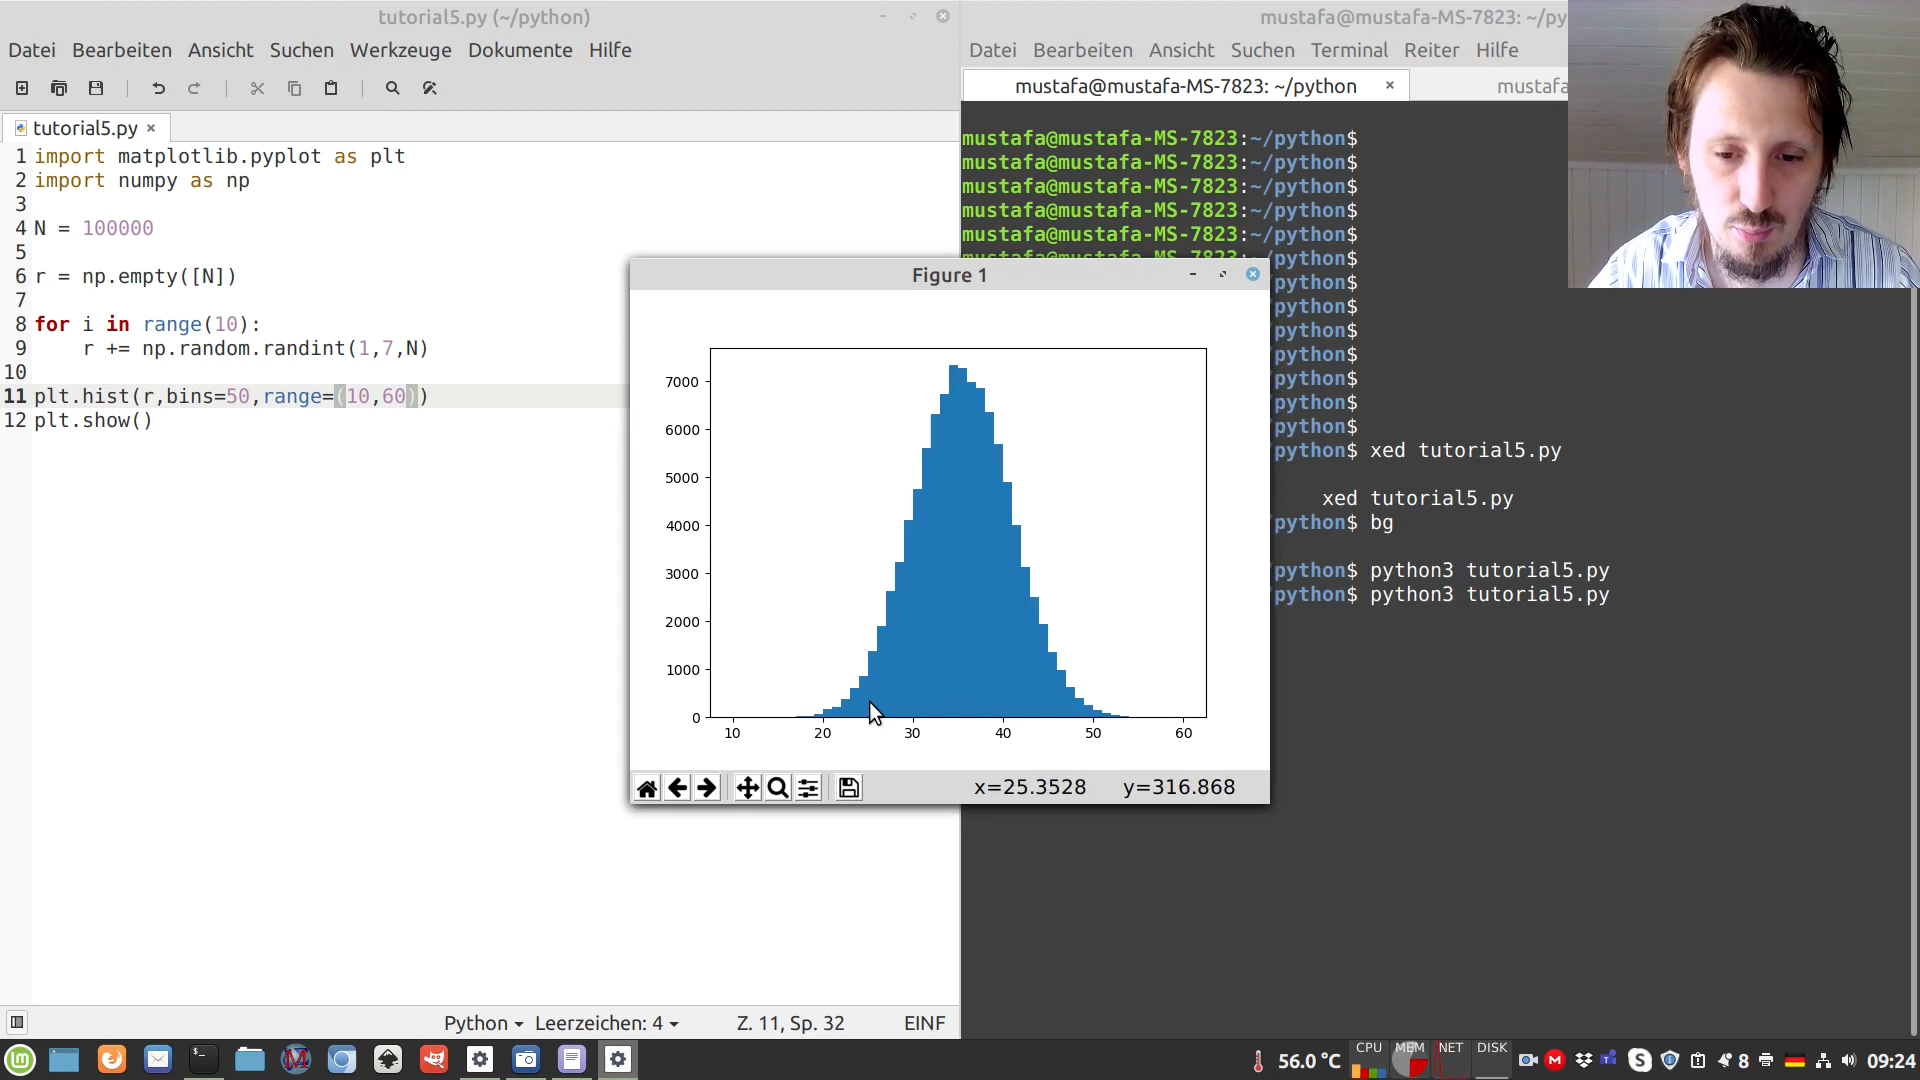 tutorial5.py (~/python)
Datei Bearbeiten Ansicht Suchen Werkzeuge Dokumente Hilfe
tutorial5.py
1 import matplotlib.pyplot as plt
2 import numpy as np
3
4 N = 100000
5
6 r = np.empty([N])
7
8 for i in range(10):
9 r += np.random.randint(1,7,N)
10
11 plt.hist(r,bins=50,range=(10,60))
12 plt.show()
Python Leerzeichen: 4 Z. 11, Sp. 32 EINF
mustafa@mustafa-MS-7823: ~/py
Datei Bearbeiten Ansicht Suchen Terminal Reiter Hilfe
mustafa@mustafa-MS-7823: ~/python
mustafa
mustafa@mustafa-MS-7823:~/python$
mustafa@mustafa-MS-7823:~/python$
mustafa@mustafa-MS-7823:~/python$
mustafa@mustafa-MS-7823:~/python$
mustafa@mustafa-MS-7823:~/python$
mustafa@mustafa-MS-7823:~/python$
python$
python$
python$
python$
python$
python$
python$
python$ xed tutorial5.py
xed tutorial5.py
python$ bg
python$ python3 tutorial5.py
python$ python3 tutorial5.py
Figure 1
7000
6000
5000
4000
3000
2000
1000
0
10 20 30 40 50 60
x=25.3528 y=316.868
56.0 °C CPU MEM NET DISK 8 09:24